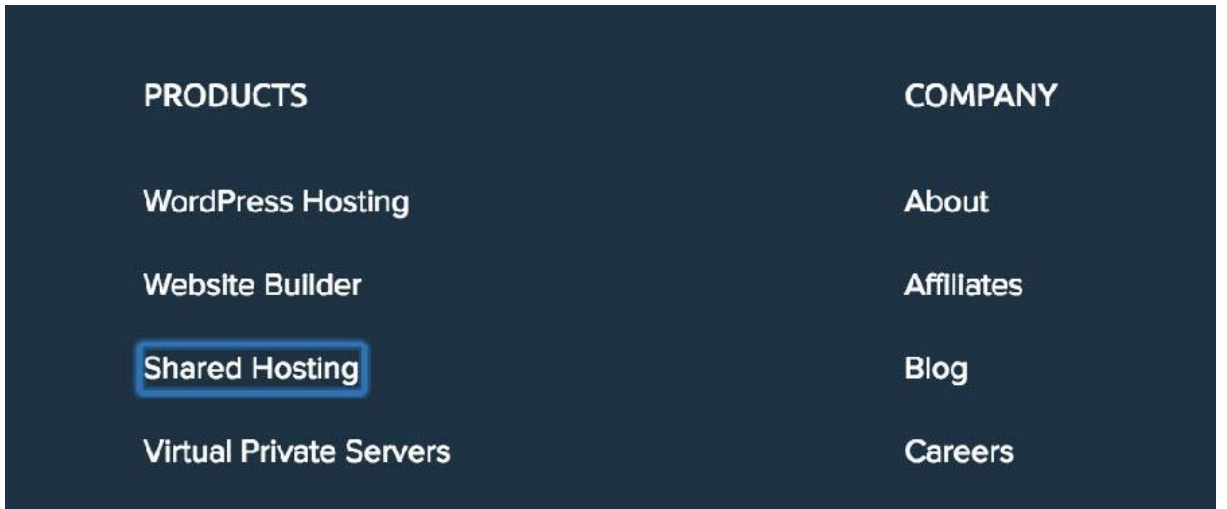 PRODUCTS
WordPress Hosting
Website Builder
Shared Hosting
Virtual Private Servers
COMPANY
About
Affiliates
Blog
Careers